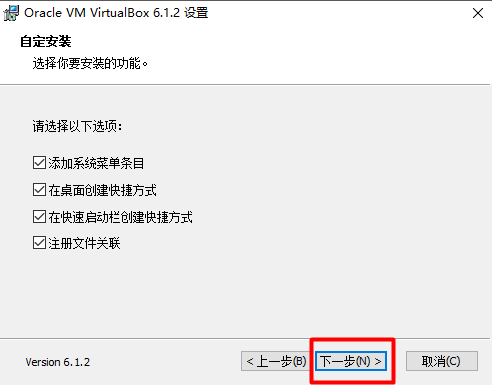 Oracle VM VirtualBox 6.1.2 设置
自定安装
选择你要安装的功能。
请选择以下选项：
添加系统菜单条目
在桌面创建快捷方式
在快速启动栏创建快捷方式
注册文件关联
Version 6.1.2
< 上一步(B)
下一步(N) >
取消(C)